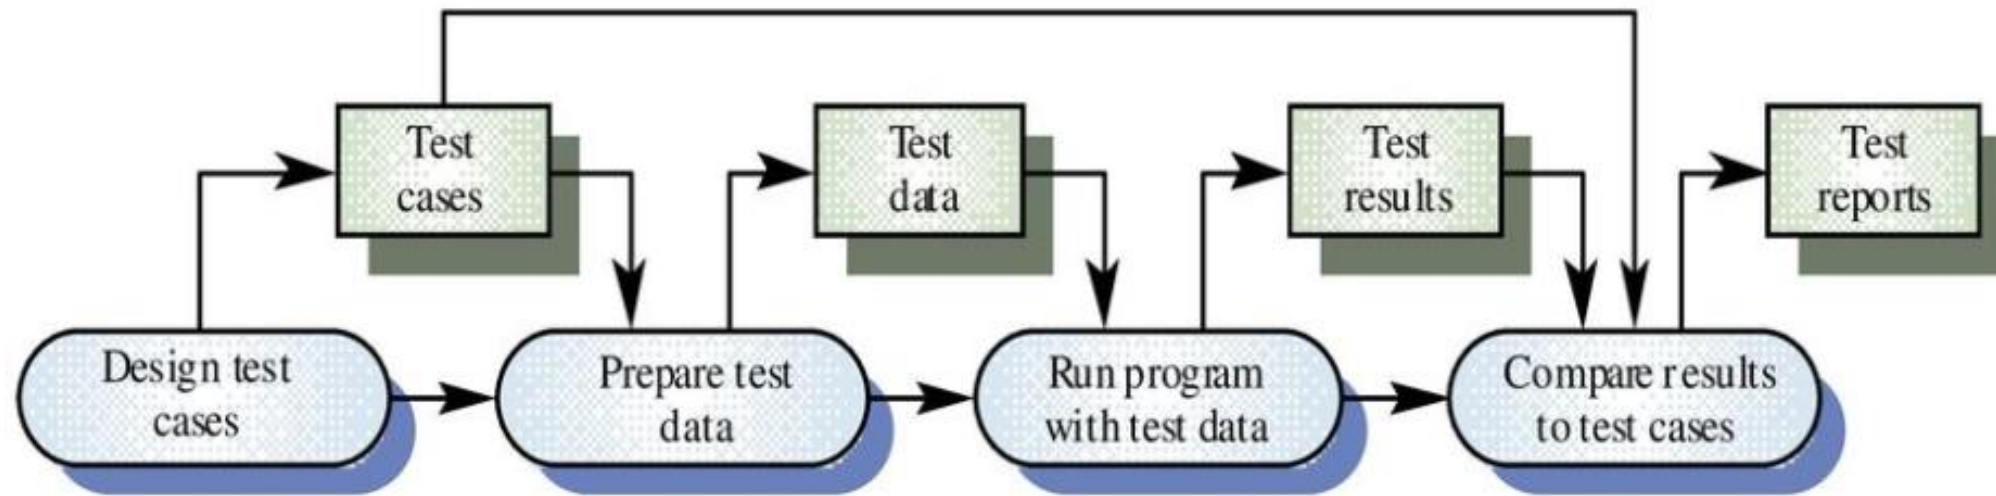 Test
cases
Test
data
Test
results
Test
reports
Design test
cases
Prepare test
data
Run program
with test data
Compare results
to test cases